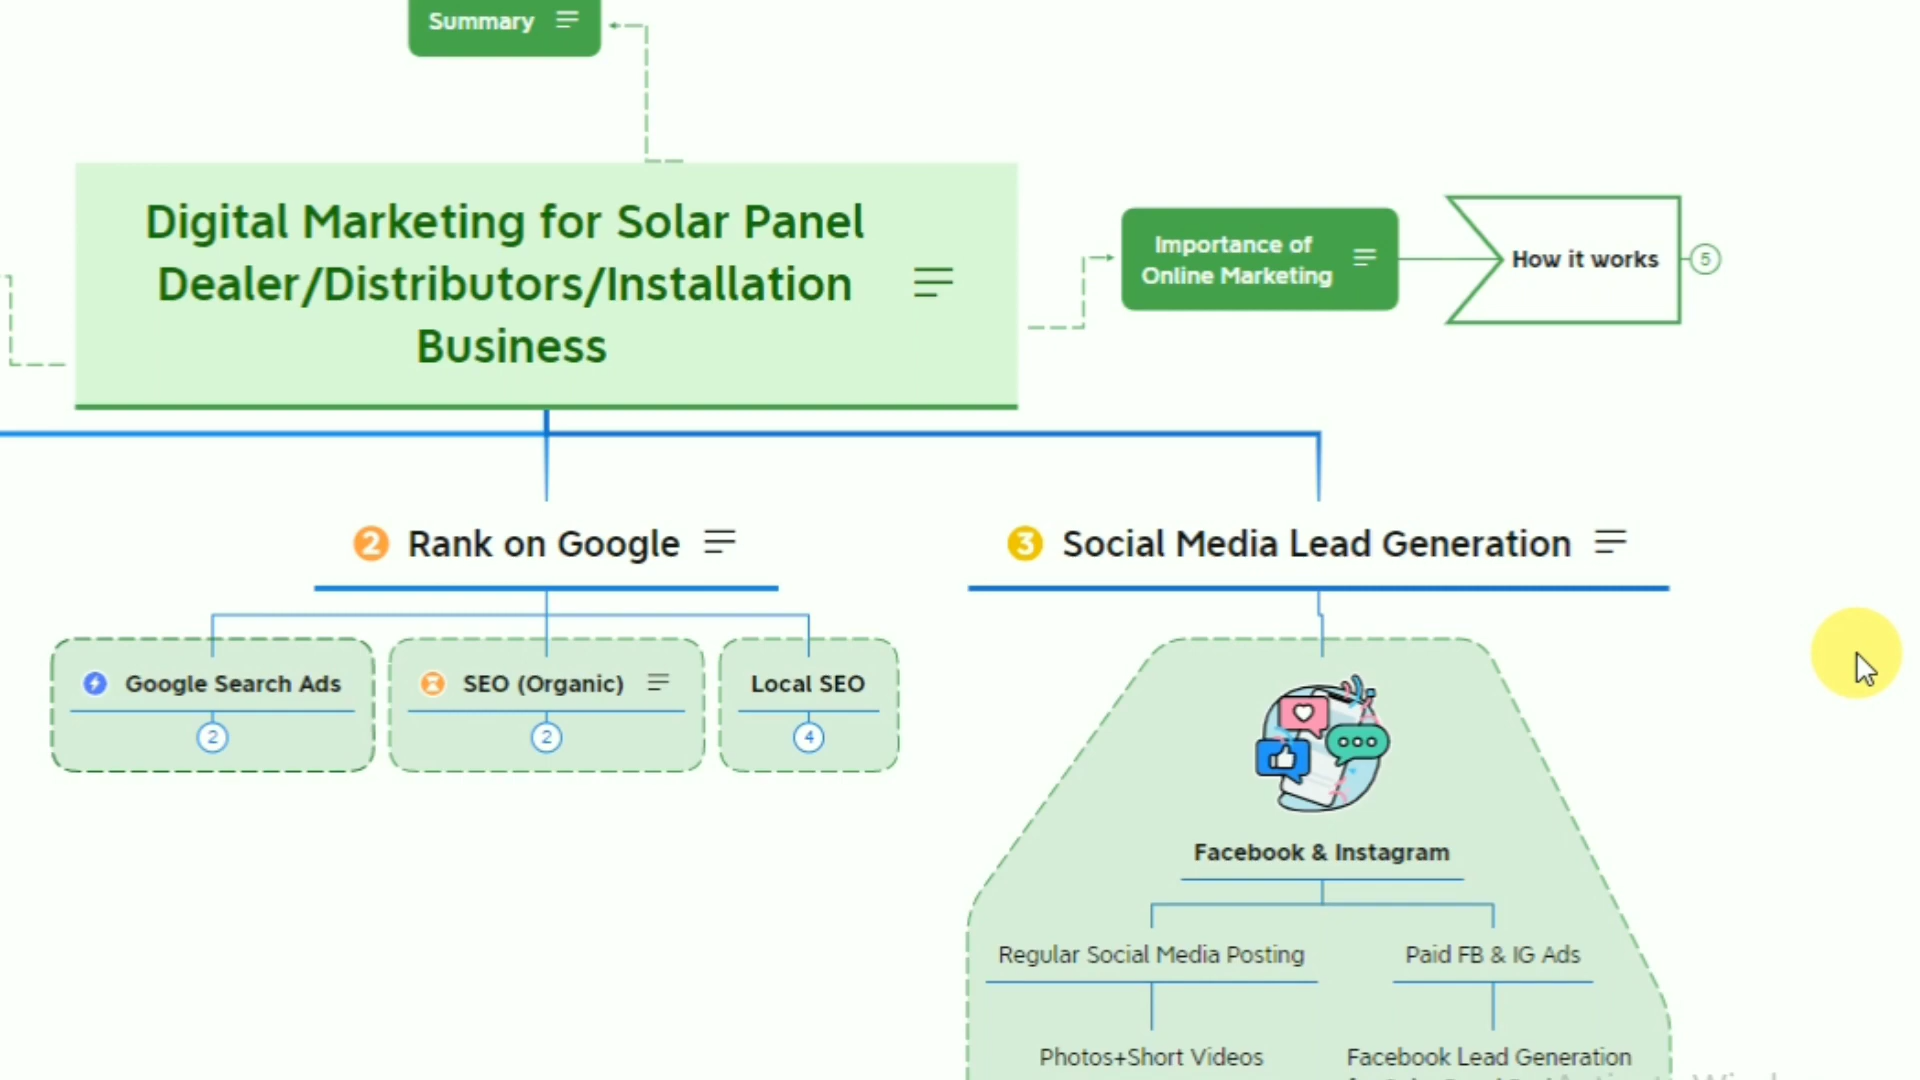 Summary
Digital Marketing for Solar Panel
Dealer/Distributors/Installation
Business
Importance of
Online Marketing
How it works
5
2 Rank on Google
3 Social Media Lead Generation
Google Search Ads
2
SEO (Organic)
2
Local SEO
4
Facebook & Instagram
Regular Social Media Posting
Paid FB & IG Ads
Photos+Short Videos
Facebook Lead Generation